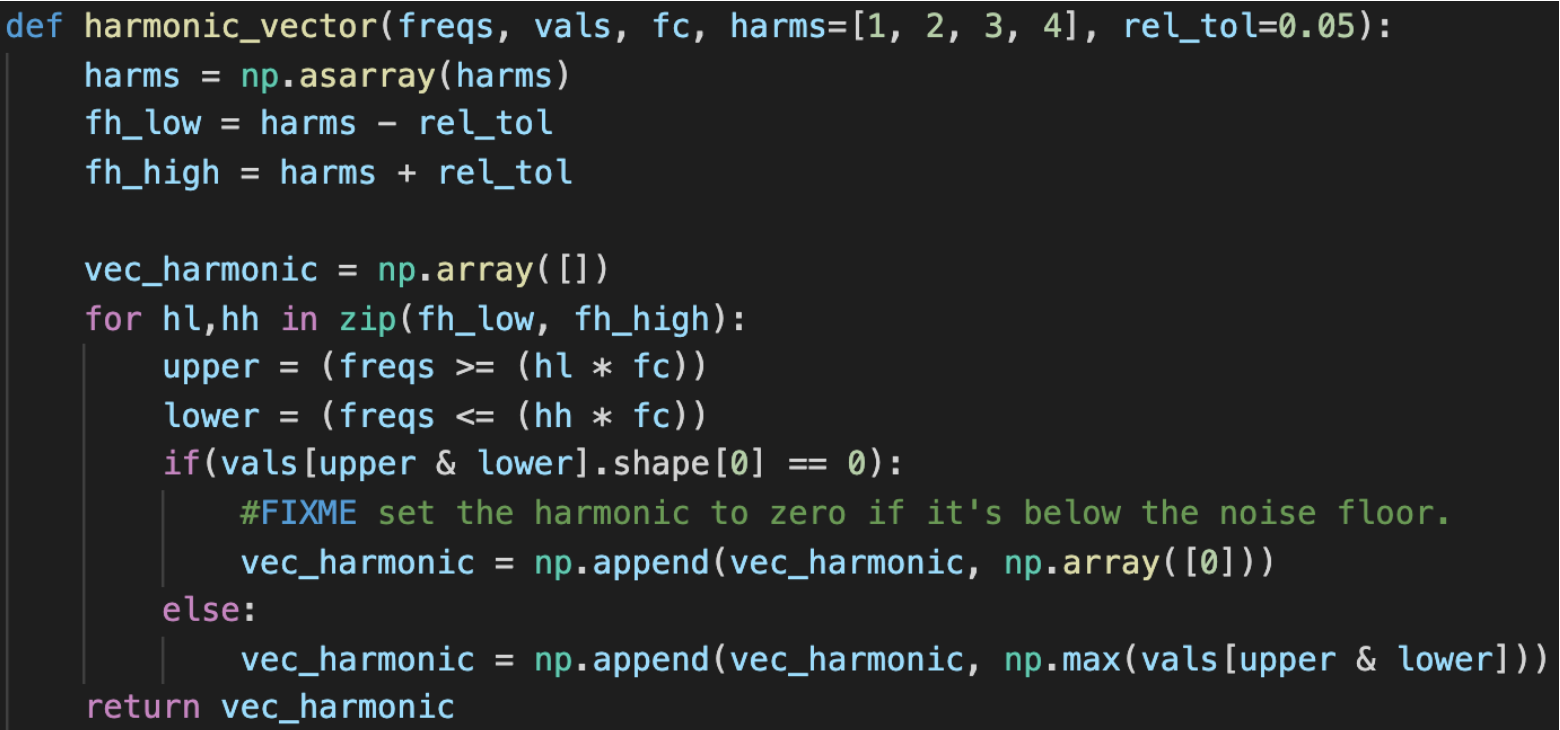 def harmonic_vector(freqs, vals, fc, harms=[1, 2, 3, 4], rel_tol=0.05):
    harms = np.asarray(harms)
    fh_low = harms - rel_tol
    fh_high = harms + rel_tol

    vec_harmonic = np.array([])
    for hl,hh in zip(fh_low, fh_high):
        upper = (freqs >= (hl * fc))
        lower = (freqs <= (hh * fc))
        if(vals[upper & lower].shape[0] == 0):
            #FIXME set the harmonic to zero if it's below the noise floor.
            vec_harmonic = np.append(vec_harmonic, np.array([0]))
        else:
            vec_harmonic = np.append(vec_harmonic, np.max(vals[upper & lower]))
    return vec_harmonic